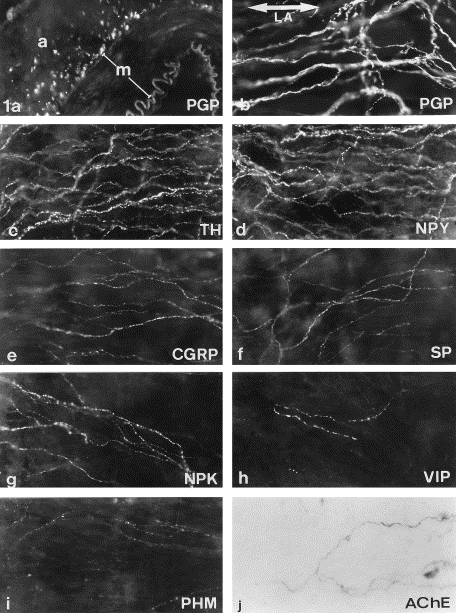 LA
a
m
1a PGP
b PGP
c TH
d NPY
e CGRP
f SP
g NPK
h VIP
i PHM
j AChE